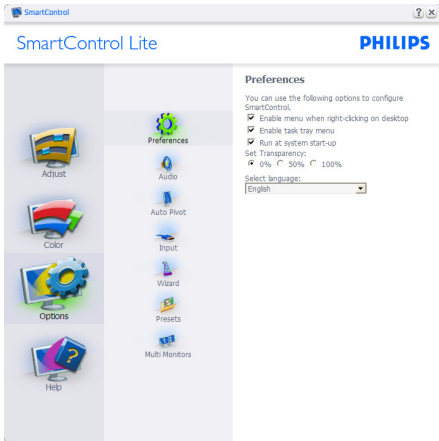 SmartControl
? ×
SmartControl Lite
PHILIPS
Adjust
Color
Options
Help
Preferences
Audio
Auto Pivot
Input
Wizard
Presets
Multi Monitors
Preferences
You can use the following options to configure
SmartControl.
Enable menu when right-clicking on desktop
Enable task tray menu
Run at system start-up
Set Transparency:
0% 50% 100%
Select language:
English